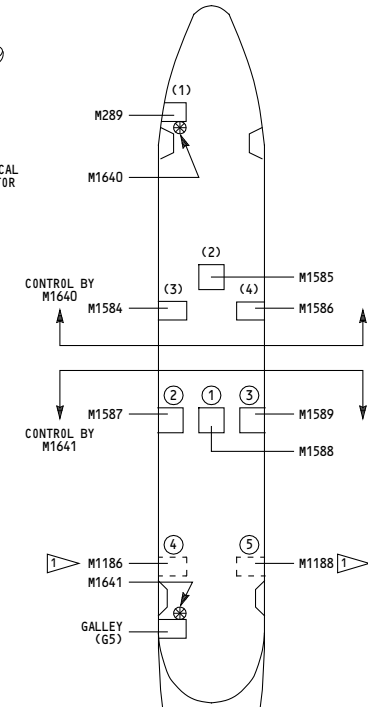 (1)
M289
M1640
CAL
TOR
(2)
M1585
CONTROL BY
M1640
(3)
(4)
M1584
M1586
2
1
3
M1587
M1589
CONTROL BY
M1641
M1588
4
5
1
M1186
M1188
1
M1641
GALLEY
(G5)